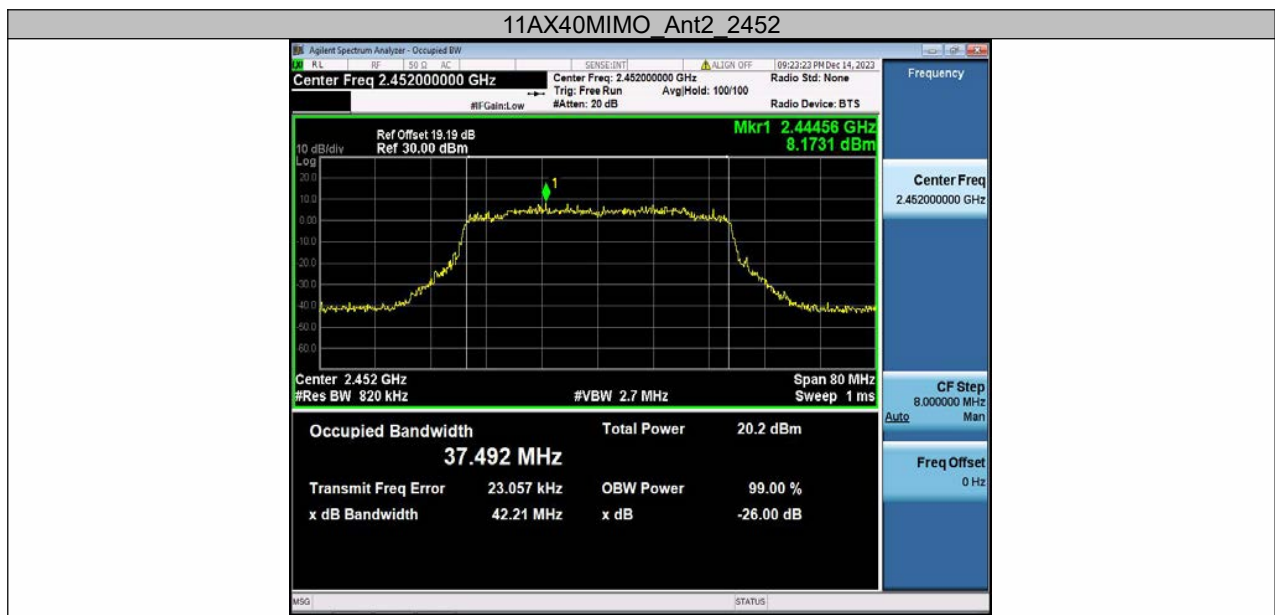 11AX40MIMO_Ant2_2452
Agilent Spectrum Analyzer - Occupied BW
RL RF 50 Ω AC SENSE:INT ALIGN OFF 09:23:23 PM Dec 14, 2023
Center Freq 2.452000000 GHz Center Freq: 2.452000000 GHz Radio Std: None Frequency
Trig: Free Run Avg|Hold: 100/100
#IFGain:Low #Atten: 20 dB Radio Device: BTS
Ref Offset 19.19 dB Mkr1 2.44456 GHz
10 dB/div Ref 30.00 dBm 8.1731 dBm
Log
20.0
1
10.0
0.00
-10.0
-20.0
-30.0
-40.0
-50.0
-60.0
Center Freq
2.452000000 GHz
Center 2.452 GHz Span 80 MHz
#Res BW 820 kHz #VBW 2.7 MHz Sweep 1 ms
CF Step
8.000000 MHz
Auto Man
Occupied Bandwidth Total Power 20.2 dBm
37.492 MHz
Freq Offset
0 Hz
Transmit Freq Error 23.057 kHz OBW Power 99.00 %
x dB Bandwidth 42.21 MHz x dB -26.00 dB
MSG STATUS